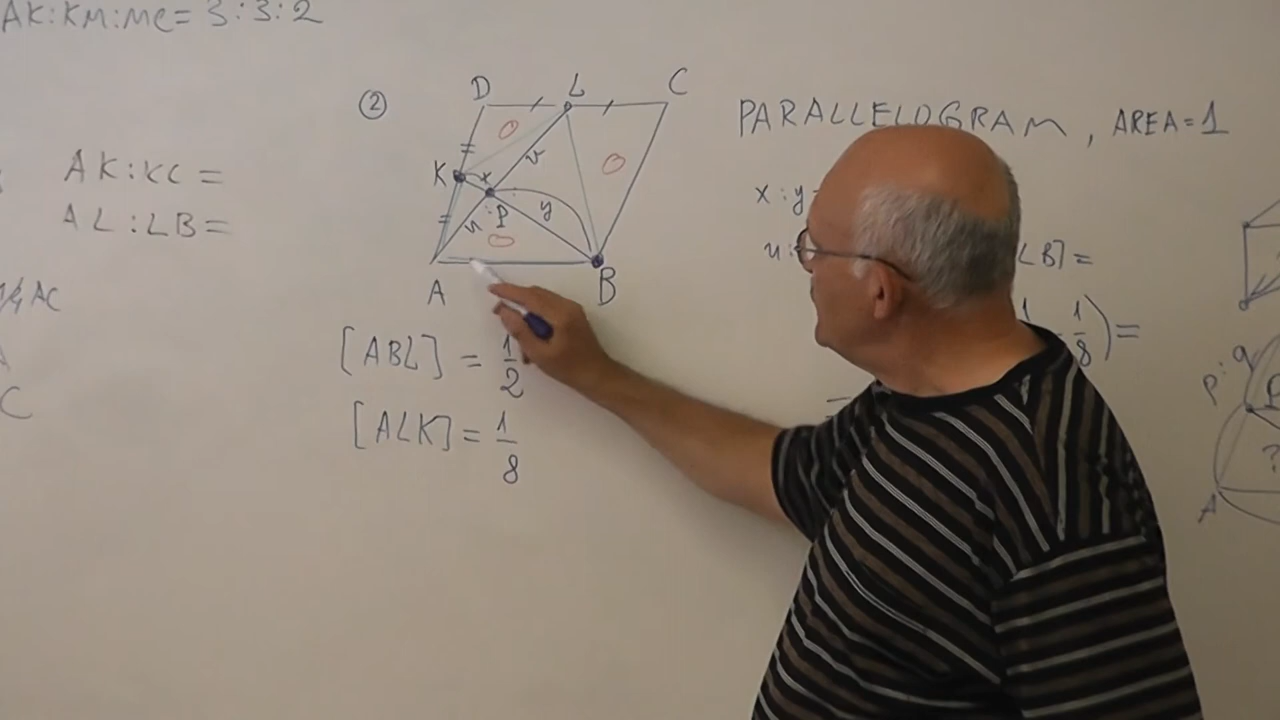 AK:KM:MC= 3:3:2
AK:KC=
AL:LB=
AC
C
②
D L C
K x v
u P y
A B
[ABL] = 1/2
[ALK] = 1/8
PARALLELOGRAM, AREA=1
x:y
u: LB]=
1/8)=
p:q
A
?